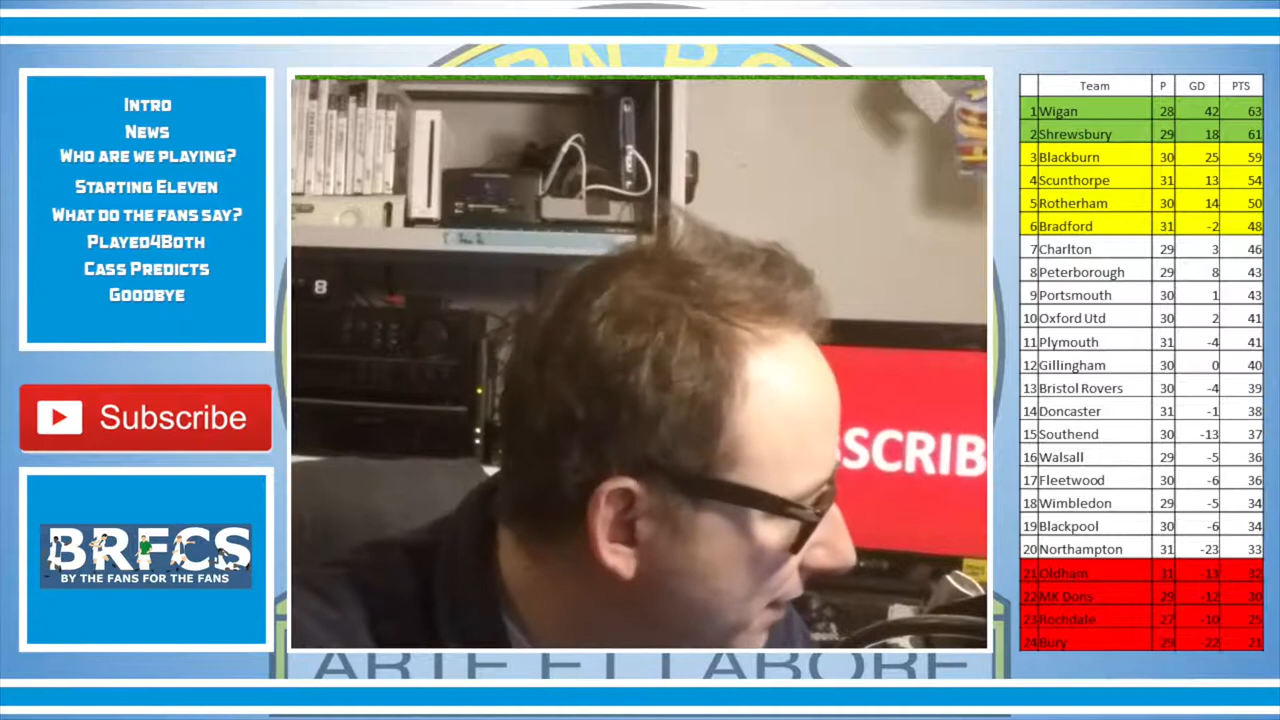 INTRO
NEWS
WHO ARE WE PLAYING?
STARTING ELEVEN
WHAT DO THE FANS SAY?
PLAYED4BOTH
CASS PREDICTS
GOODBYE
Subscribe
BRFCS
BY THE FANS FOR THE FANS
8
SCRIB
ARTE ET LABORE
Team P GD PTS
1 Wigan 28 42 63
2 Shrewsbury 29 18 61
3 Blackburn 30 25 59
4 Scunthorpe 31 13 54
5 Rotherham 30 14 50
6 Bradford 31 -2 48
7 Charlton 29 3 46
8 Peterborough 29 8 43
9 Portsmouth 30 1 43
10 Oxford Utd 30 2 41
11 Plymouth 31 -4 41
12 Gillingham 30 0 40
13 Bristol Rovers 30 -4 39
14 Doncaster 31 -1 38
15 Southend 30 -13 37
16 Walsall 29 -5 36
17 Fleetwood 30 -6 36
18 Wimbledon 29 -5 34
19 Blackpool 30 -6 34
20 Northampton 31 -23 33
21 Oldham 31 -13 32
22 MK Dons 29 -12 30
23 Rochdale 27 -10 25
24 Bury 29 -22 21